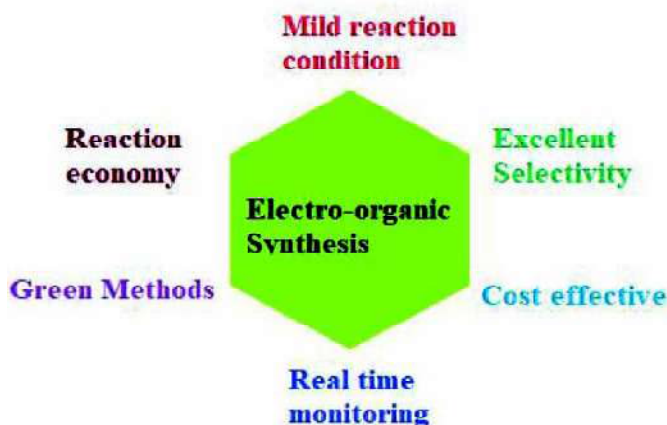 Mild reaction
condition
Reaction
economy
Excellent
Selectivity
Electro-organic
Synthesis
Green Methods
Cost effective
Real time
monitoring